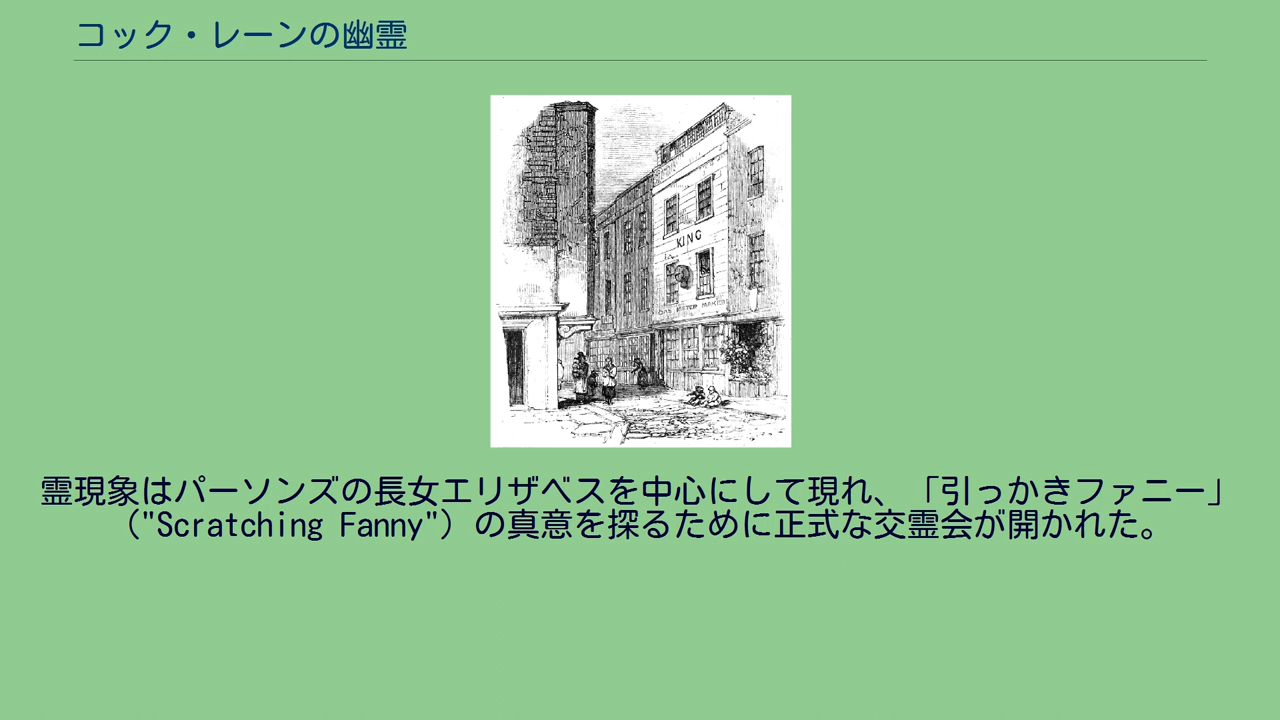 コック・レーンの幽霊
KING
霊現象はパーソンズの長女エリザベスを中心にして現れ、「引っかきファニー」
（"Scratching Fanny"）の真意を探るために正式な交霊会が開かれた。